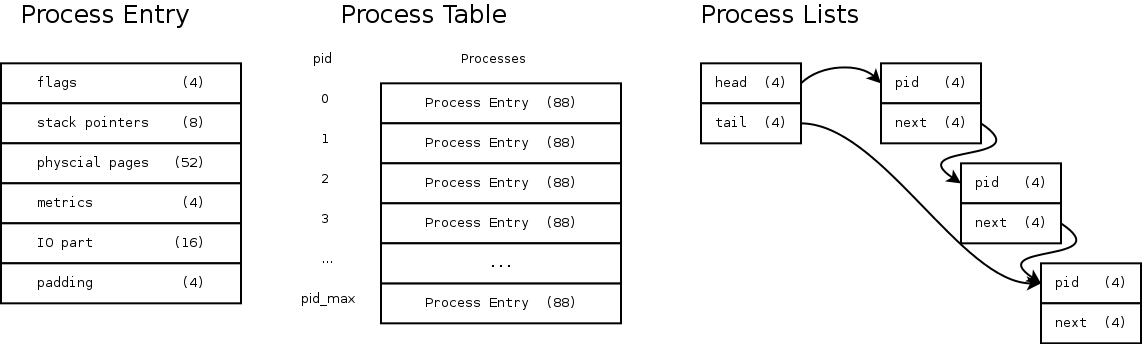 Process Entry
flags (4)
stack pointers (8)
physcial pages (52)
metrics (4)
IO part (16)
padding (4)
Process Table
pid Processes
0 Process Entry (88)
1 Process Entry (88)
2 Process Entry (88)
3 Process Entry (88)
... ...
pid_max Process Entry (88)
Process Lists
head (4)
tail (4)
pid (4)
next (4)
pid (4)
next (4)
pid (4)
next (4)